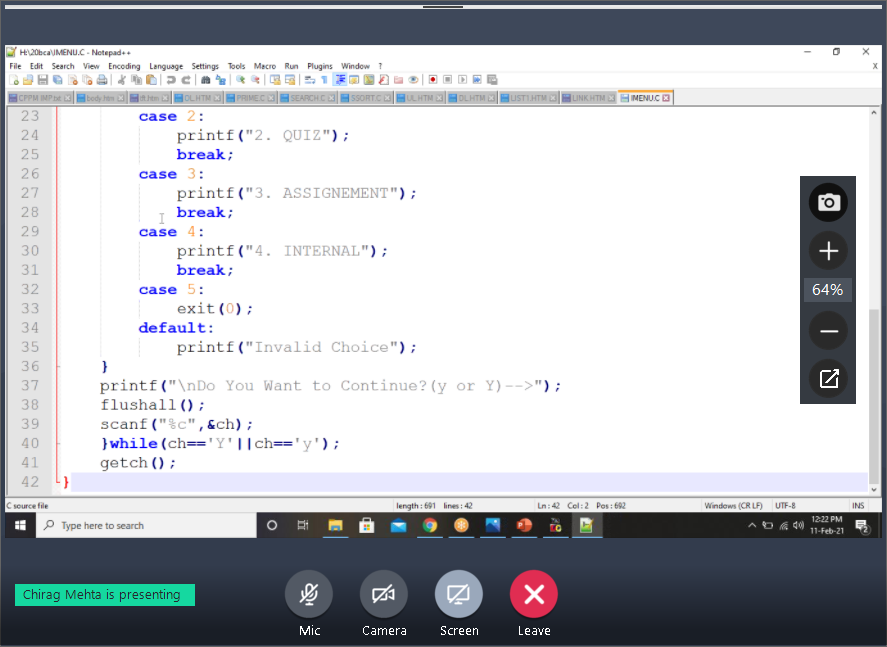 H:\20bca\IMENU.C - Notepad++
File Edit Search View Encoding Language Settings Tools Macro Run Plugins Window ? X
CFPM IMP.txt body.htm ift.htm OL.HTM PRIME.C SEARCH.C SSORT.C UL.HTM DL.HTM ULIST1.HTM LINK.HTM IMENU.C
23 case 2:
24 printf("2. QUIZ");
25 break;
26 case 3:
27 printf("3. ASSIGNEMENT");
28 break;
29 case 4:
30 printf("4. INTERNAL");
31 break;
32 case 5:
33 exit(0);
34 default:
35 printf("Invalid Choice");
36 }
37 printf("\nDo You Want to Continue?(y or Y)-->");
38 flushall();
39 scanf("%c",&ch);
40 }while(ch=='Y'||ch=='y');
41 getch();
42 }
64%
C source file length : 691 lines : 42 Ln : 42 Col : 2 Pos : 692 Windows (CR LF) UTF-8 INS
Type here to search
12:22 PM
11-Feb-21
2
Chirag Mehta is presenting
Mic Camera Screen Leave